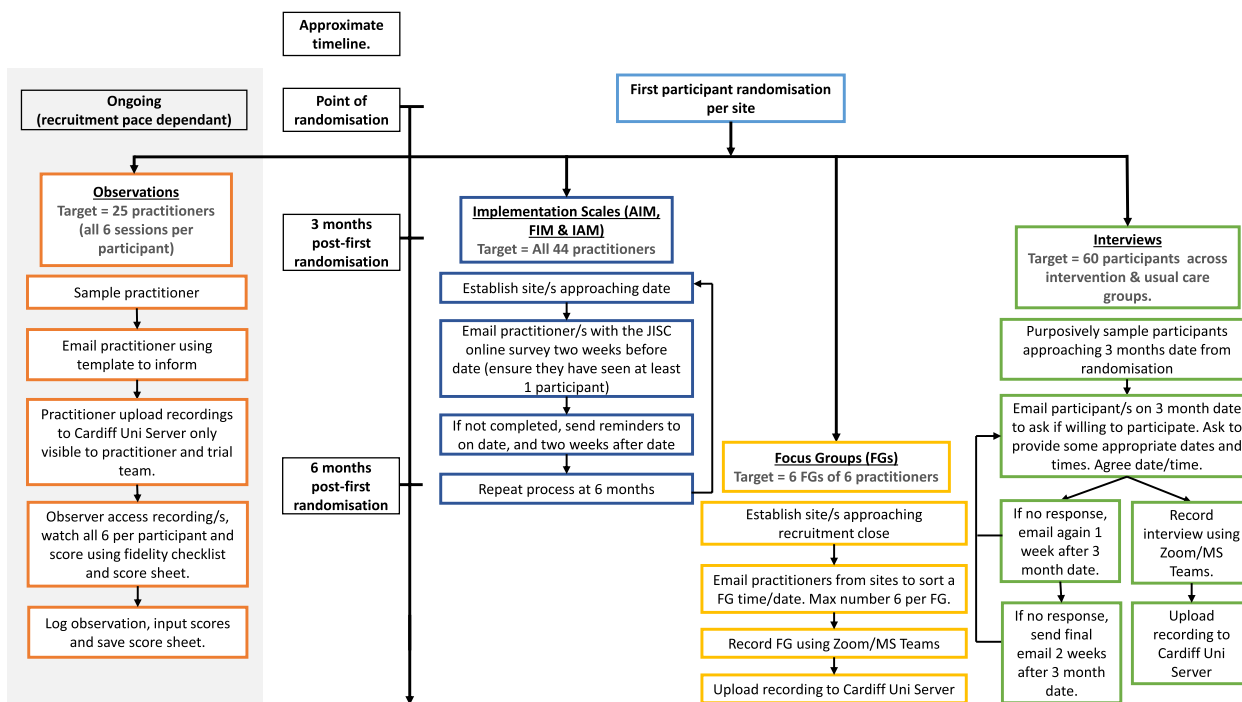 Approximate
timeline.
Ongoing
(recruitment pace dependant)
Point of
randomisation
First participant randomisation
per site
Observations
Target = 25 practitioners
(all 6 sessions per
participant)
Sample practitioner
Email practitioner using
template to inform
Practitioner upload recordings
to Cardiff Uni Server only
visible to practitioner and trial
team.
Observer access recording/s,
watch all 6 per participant and
score using fidelity checklist
and score sheet.
Log observation, input scores
and save score sheet.
3 months
post-first
randomisation
6 months
post-first
randomisation
Implementation Scales (AIM,
FIM & IAM)
Target = All 44 practitioners
Establish site/s approaching date
Email practitioner/s with the JISC
online survey two weeks before
date (ensure they have seen at least
1 participant)
If not completed, send reminders to
on date, and two weeks after date
Repeat process at 6 months
Focus Groups (FGs)
Target = 6 FGs of 6 practitioners
Establish site/s approaching
recruitment close
Email practitioners from sites to sort a
FG time/date. Max number 6 per FG.
Record FG using Zoom/MS Teams
Upload recording to Cardiff Uni Server
Interviews
Target = 60 participants across
intervention & usual care
groups.
Purposively sample participants
approaching 3 months date from
randomisation
Email participant/s on 3 month date
to ask if willing to participate. Ask to
provide some appropriate dates and
times. Agree date/time.
If no response,
email again 1
week after 3
month date.
If no response,
send final
email 2 weeks
after 3 month
date.
Record
interview using
Zoom/MS
Teams.
Upload
recording to
Cardiff Uni
Server